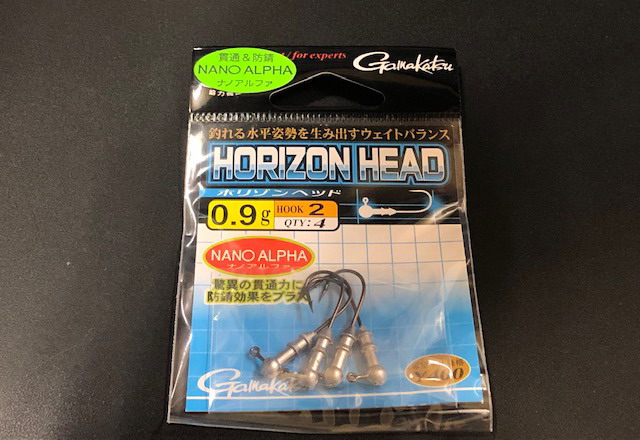 貫通&防錆
NANO ALPHA
ナノアルファ
/for experts
Gamakatsu
釣れる水平姿勢を生み出すウェイトバランス
HORIZON HEAD
ホリゾンヘッド
0.9g
HOOK 2
QTY:4
NANO ALPHA
ナノアルファ
驚異の貫通力に
防錆効果をプラス
Gamakatsu